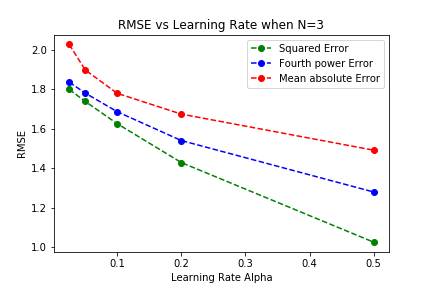 RMSE vs Learning Rate when N=3
Squared Error
Fourth power Error
Mean absolute Error
RMSE
2.0
1.8
1.6
1.4
1.2
1.0
0.1
0.2
0.3
0.4
0.5
Learning Rate Alpha